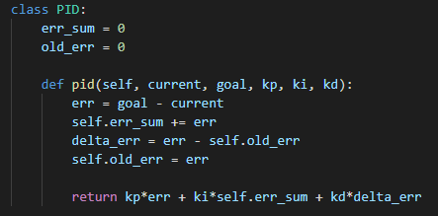 class PID:
    err_sum = 0
    old_err = 0

    def pid(self, current, goal, kp, ki, kd):
        err = goal - current
        self.err_sum += err
        delta_err = err - self.old_err
        self.old_err = err

        return kp*err + ki*self.err_sum + kd*delta_err